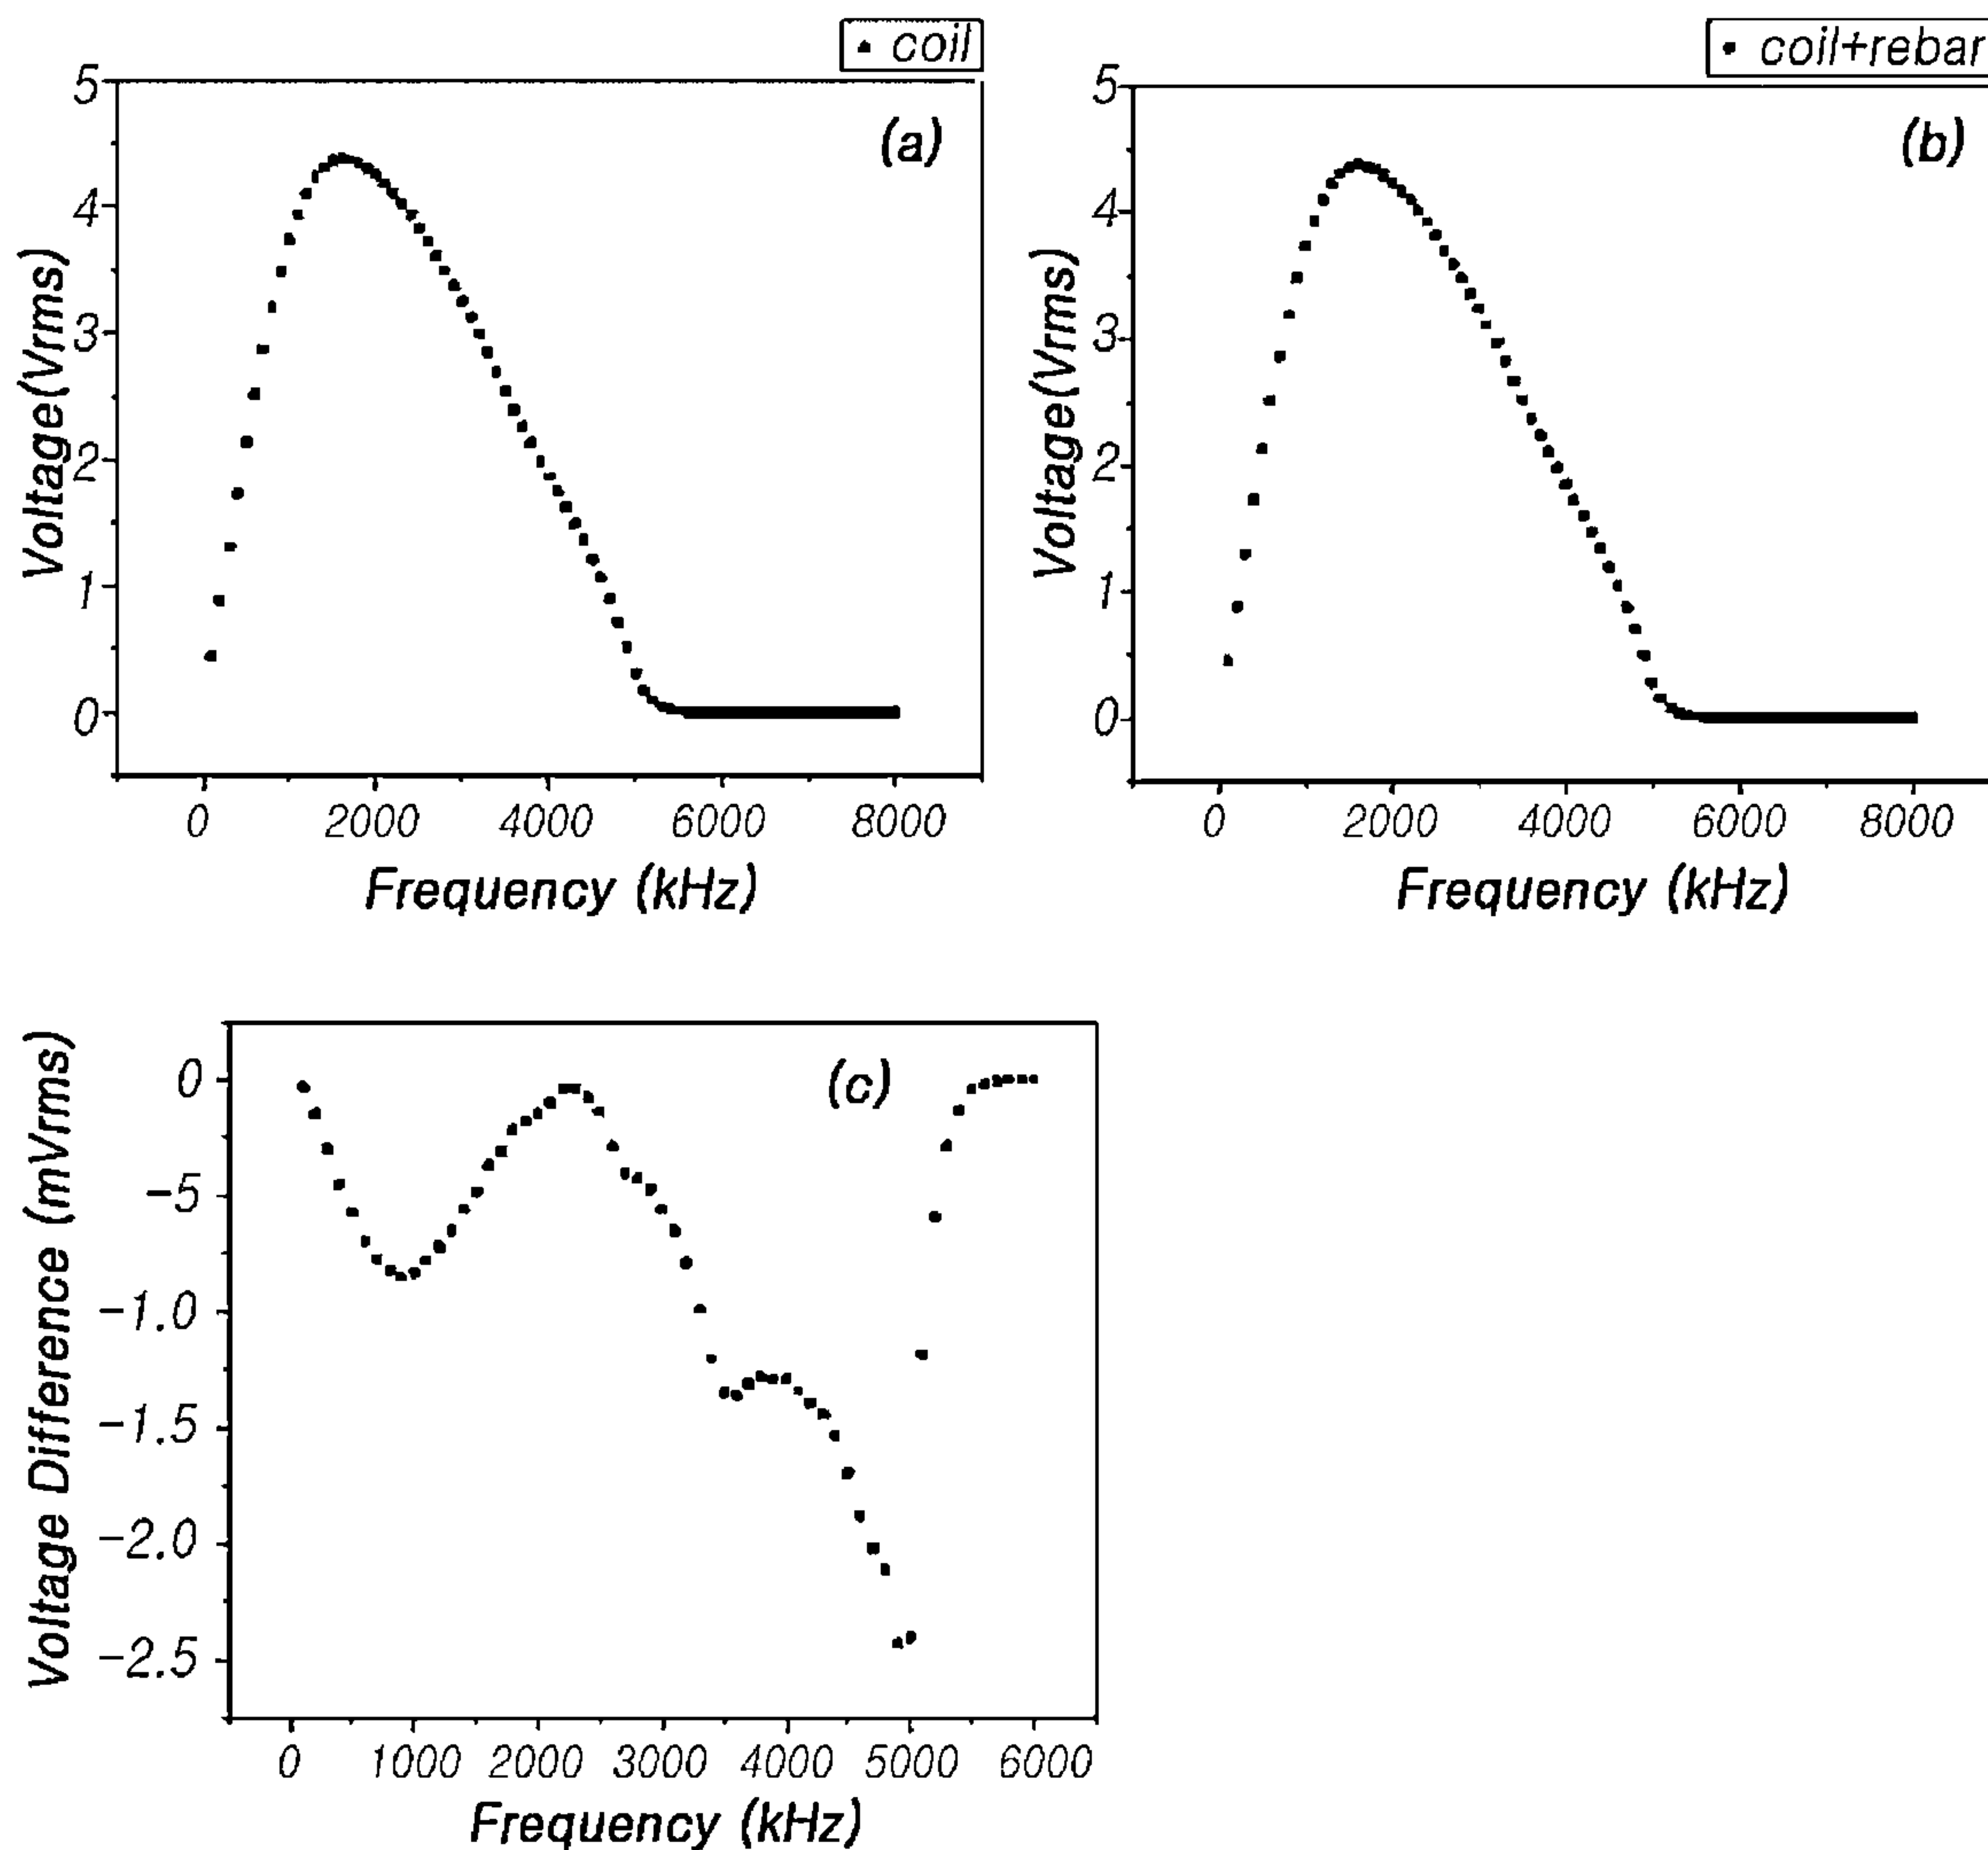 coil
(a)
Voltage(Vrms)
5
4
3
2
1
0
0 2000 4000 6000 8000
Frequency (kHz)
coil+rebar
(b)
Voltage(Vrms)
5
4
3
2
1
0
0 2000 4000 6000 8000
Frequency (kHz)
(c)
Voltage Difference (mVrms)
0
-5
-1.0
-1.5
-2.0
-2.5
0 1000 2000 3000 4000 5000 6000
Frequency (kHz)